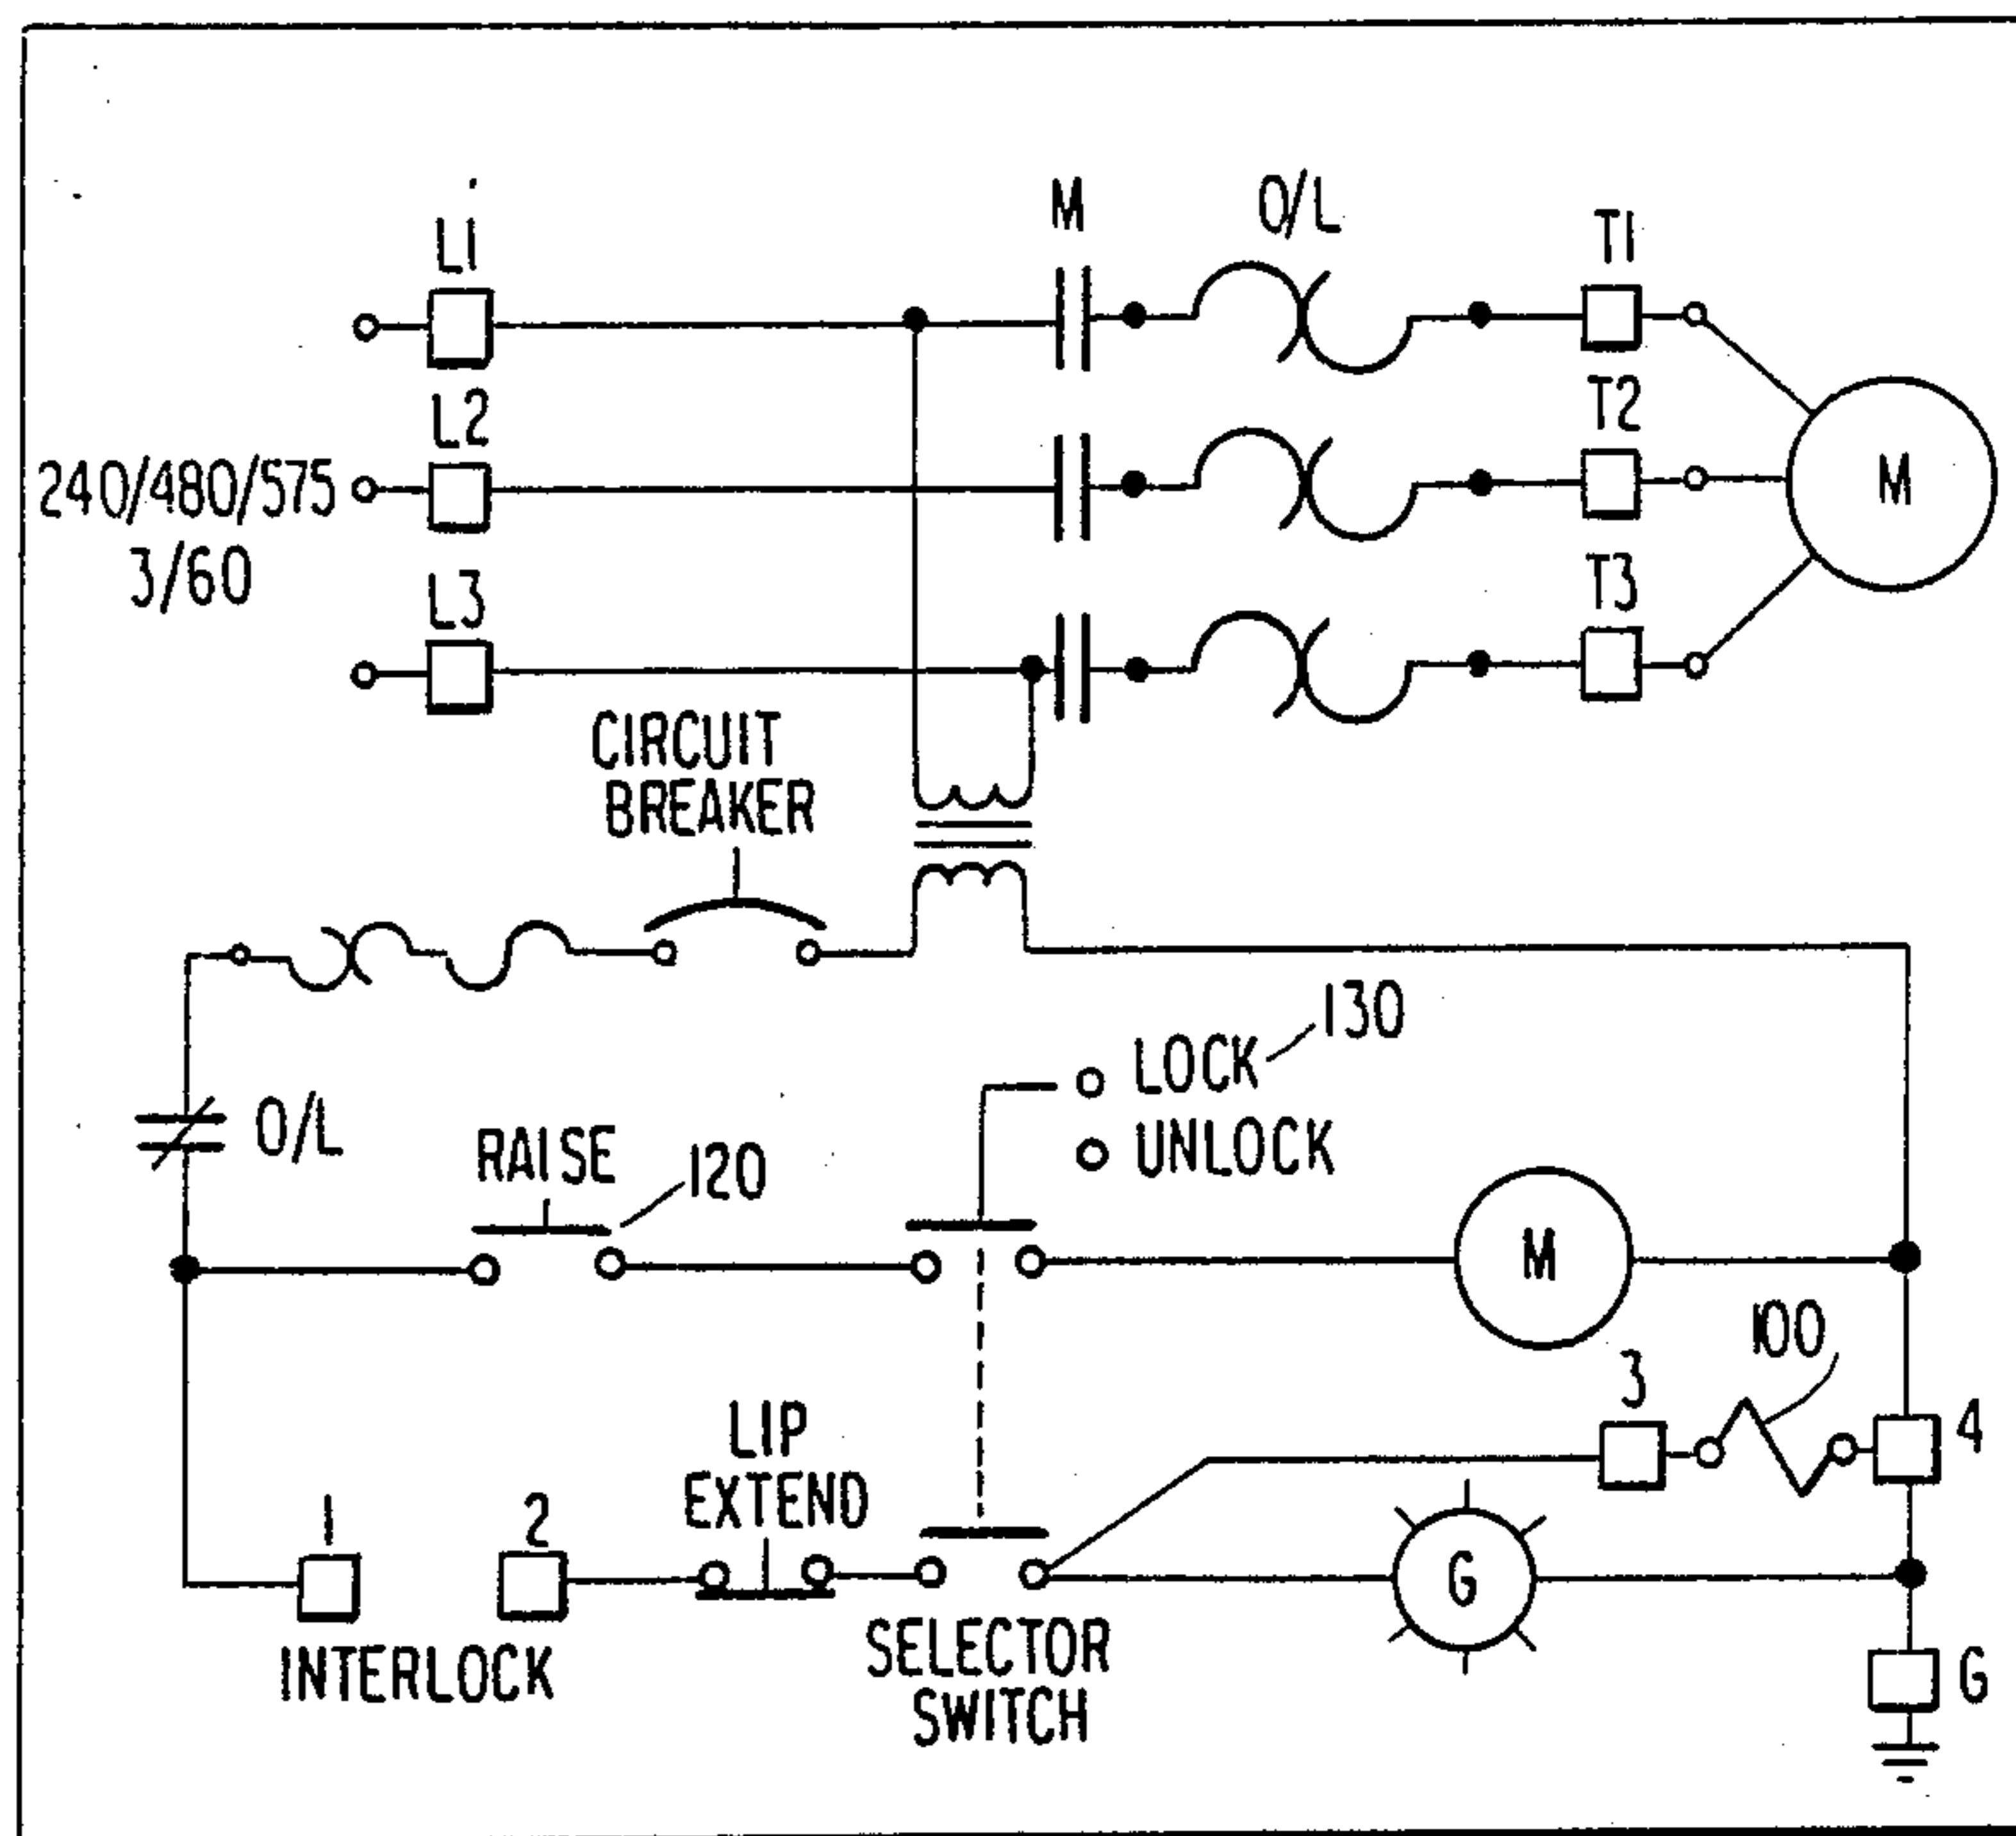 L1
M
O/L
T1
L2
T2
240/480/575
3/60
M
L3
T3
CIRCUIT
BREAKER
130
LOCK
UNLOCK
O/L
RAISE
120
M
100
3
4
LIP
EXTEND
1
2
G
INTERLOCK
SELECTOR
SWITCH
G